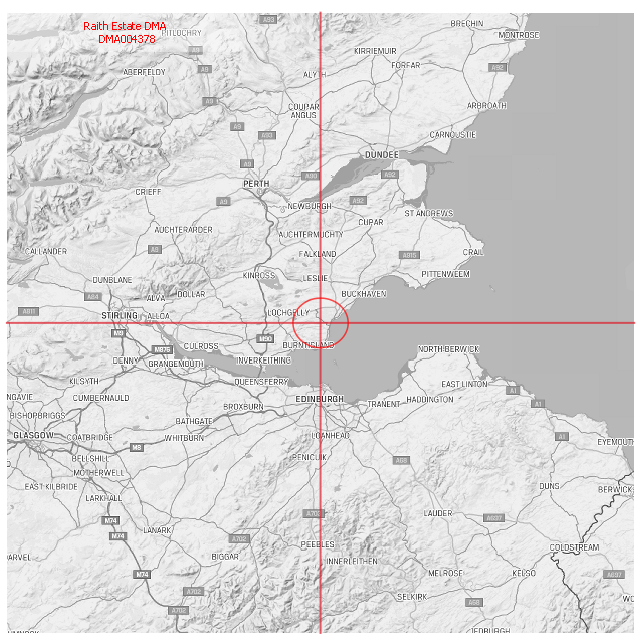 Raith Estate DMA
DMA004378
PITLOCHRY
A93
BRECHIN
MONTROSE
A9
KIRRIEMUIR
FORFAR
A92
ABERFELDY
A9
ALYTH
A9
COUPAR
ANGUS
ARBROATH
A9
A93
CARNOUSTIE
DUNDEE
A9
A90
A92
PERTH
CRIEFF
A9
NEWBURGH
A92
ST ANDREWS
CUPAR
AUCHTERARDER
AUCHTERMUCHTY
CALLANDER
A9
FALKLAND
A915
CRAIL
DUNBLANE
KINROSS
LESLIE
PITTENWEEM
A84
ALVA
DOLLAR
BUCKHAVEN
A811
STIRLING
ALLOA
LOCHGELLY
M9
M90
M876
CULROSS
BURNTISLAND
DENNY
GRANGEMOUTH
INVERKEITHING
NORTH BERWICK
KILSYTH
QUEENSFERRY
EAST LINTON
A1
NGAVIE
CUMBERNAULD
EDINBURGH
TRANENT
HADDINGTON
A1
BISHOPBRIGGS
BROXBURN
BATHGATE
GLASGOW
COATBRIDGE
WHITBURN
LOANHEAD
A1
EYEMOUTH
M8
BELLSHILL
PENICUIK
A68
MOTHERWELL
EAST KILBRIDE
DUNS
BERWICK
LARKHALL
LAUDER
A697
M74
A703
LANARK
M74
A702
PEEBLES
COLDSTREAM
DARVEL
BIGGAR
INNERLEITHEN
M74
MELROSE
KELSO
A697
A702
SELKIRK
A68
WO
A702
JEDBURGH